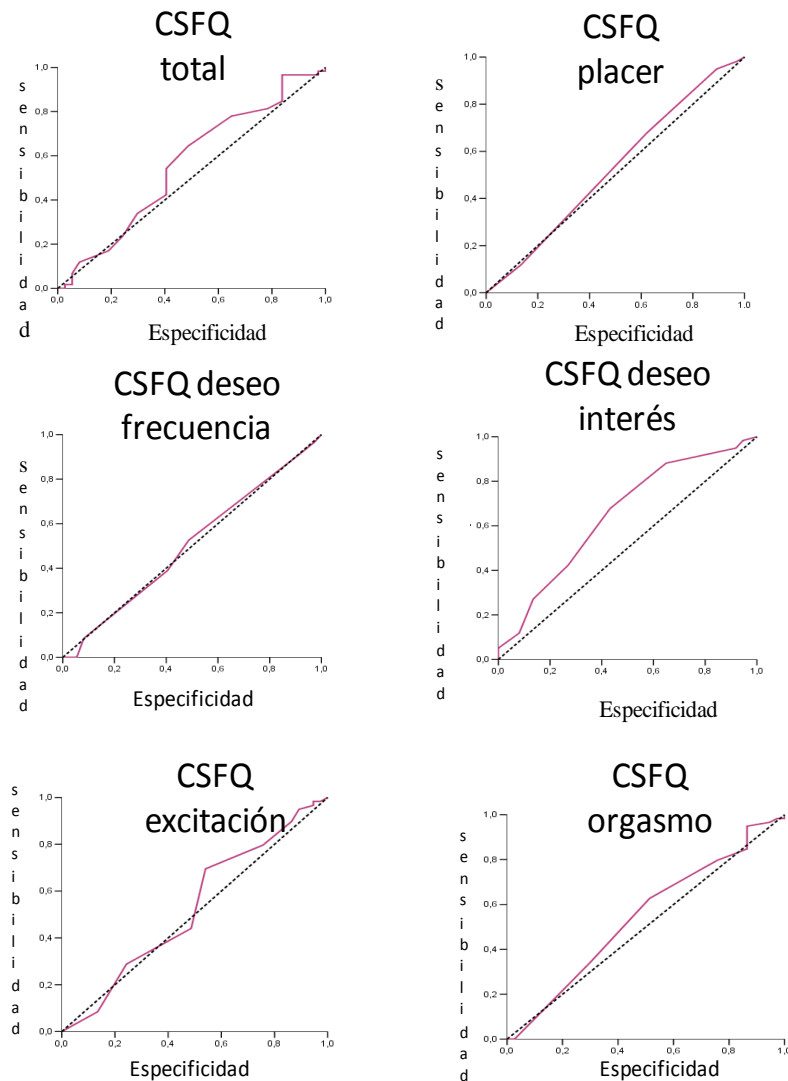 CSFQ
total
sensibilidad
1,0
0,8
0,6
0,4
0,2
0,0
0,0 0,2 0,4 0,6 0,8 1,0
Especificidad
CSFQ
placer
sensibilidad
1,0
0,8
0,6
0,4
0,2
0,0
0.0 0.2 0.4 0.6 0.8 1.0
Especificidad
CSFQ deseo
frecuencia
sensibilidad
1,0
0,8
0,6
0,4
0,2
0,0
0,0 0,2 0,4 0,6 0,8 1,0
Especificidad
CSFQ deseo
interés
sensibilidad
1,0
0,8
0,6
0,4
0,2
0,0
0,0 0,2 0,4 0,6 0,8 1,0
Especificidad
CSFQ
excitación
sensibilidad
1,0
0,8
0,6
0,4
0,2
0,0
0,0 0,2 0,4 0,6 0,8 1,0
Especificidad
CSFQ
orgasmo
sensibilidad
1,0
0,8
0,6
0,4
0,2
0,0
0,0 0,2 0,4 0,6 0,8 1,0
Especificidad